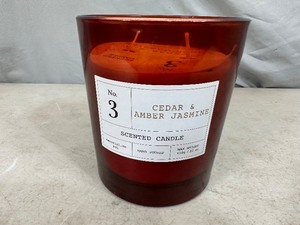 No.
3
CEDAR &
AMBER JASMINE
SCENTED CANDLE